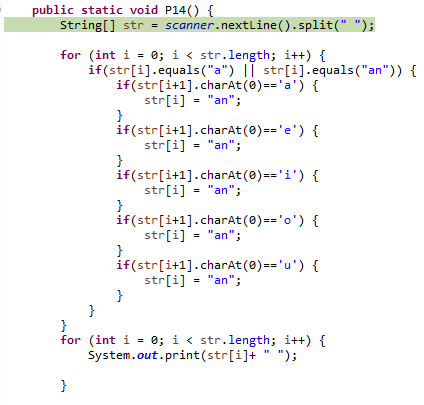 public static void P14() {
String[] str = scanner.nextLine().split(" ");
for (int i = 0; i < str.length; i++) {
if(str[i].equals("a") || str[i].equals("an")) {
if(str[i+1].charAt(0)=='a') {
str[i] = "an";
}
if(str[i+1].charAt(0)=='e') {
str[i] = "an";
}
if(str[i+1].charAt(0)=='i') {
str[i] = "an";
}
if(str[i+1].charAt(0)=='o') {
str[i] = "an";
}
if(str[i+1].charAt(0)=='u') {
str[i] = "an";
}
}
}
for (int i = 0; i < str.length; i++) {
System.out.print(str[i]+ " ");
}